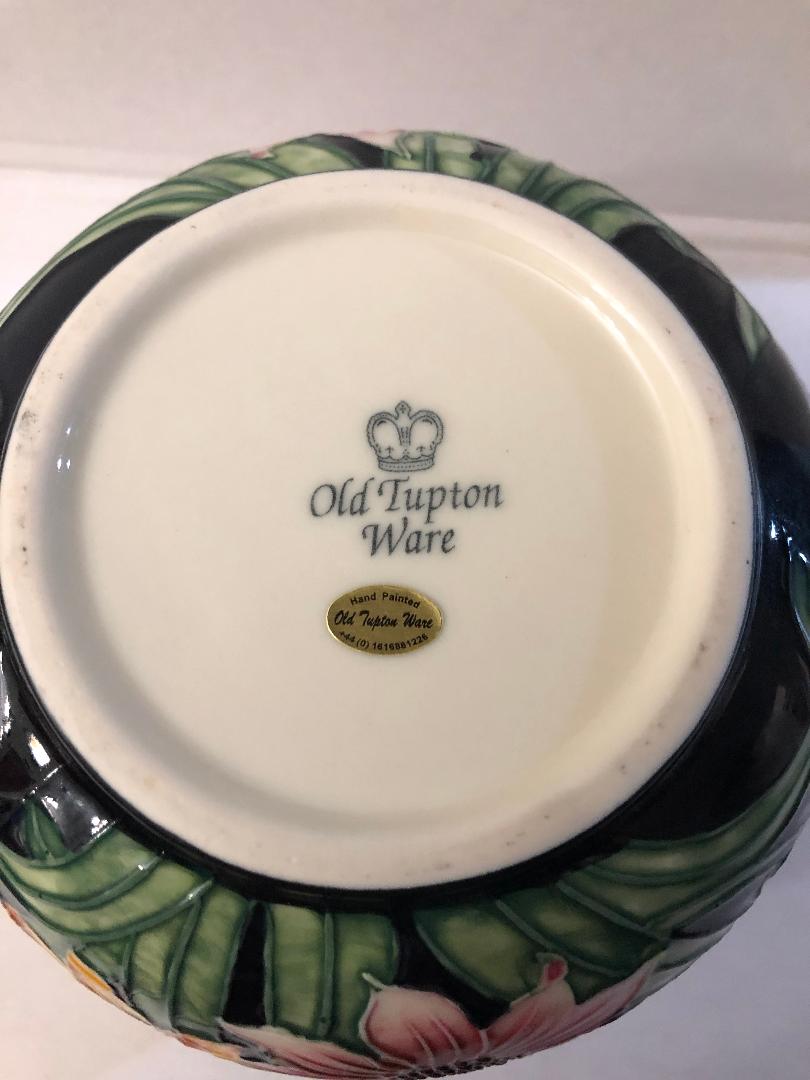 Old Tupton
Ware
Hand Painted
Old Tupton Ware
+44 (0) 1616881226